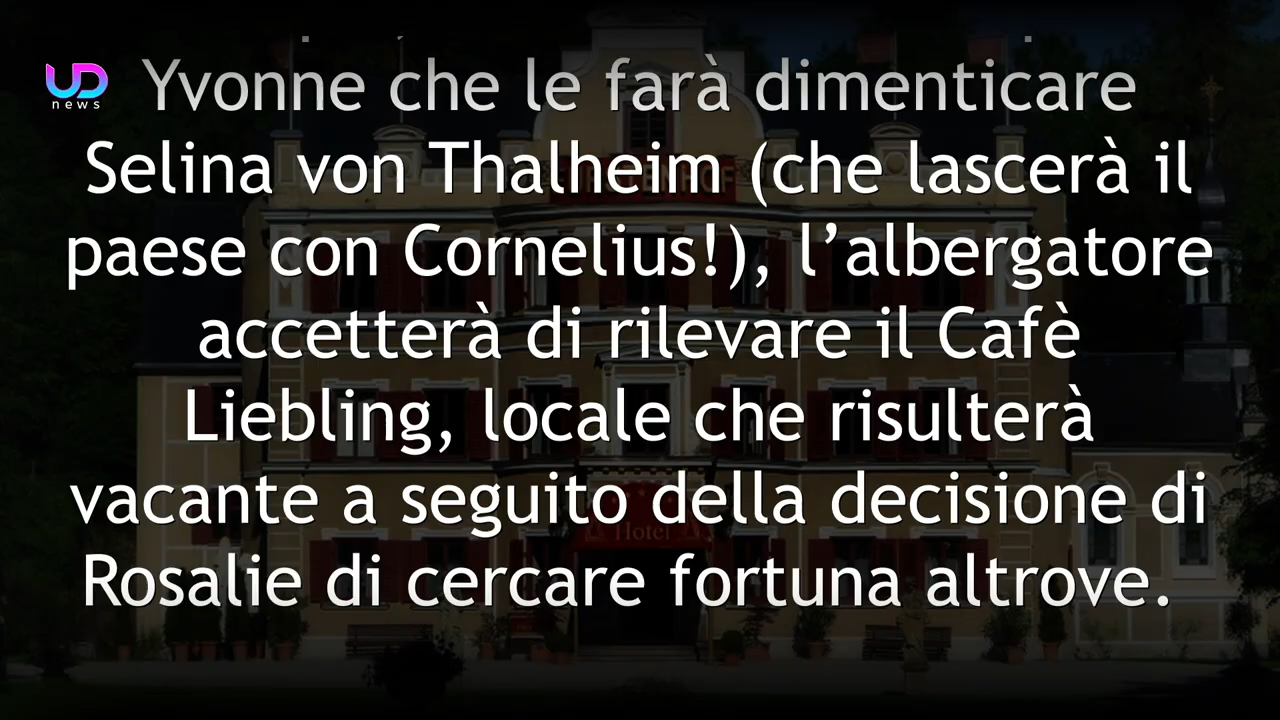 UD
news
Yvonne che le farà dimenticare
Selina von Thalheim (che lascerà il
paese con Cornelius!), l’albergatore
accetterà di rilevare il Cafè
Liebling, locale che risulterà
vacante a seguito della decisione di
Rosalie di cercare fortuna altrove.
Hotel